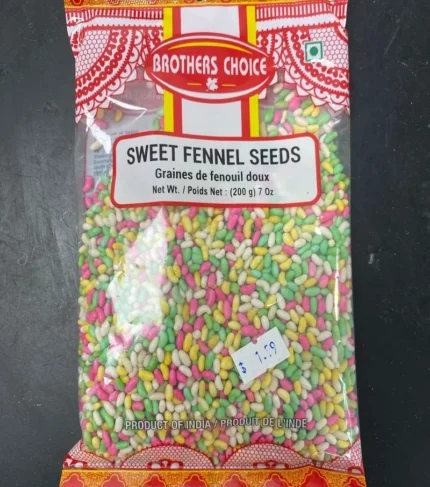 BROTHERS CHOICE
SWEET FENNEL SEEDS
Graines de fenouil doux
Net Wt. / Poids Net : (200 g) 7 Oz
$ 1.59
PRODUCT OF INDIA / PRODUIT DE L'INDE